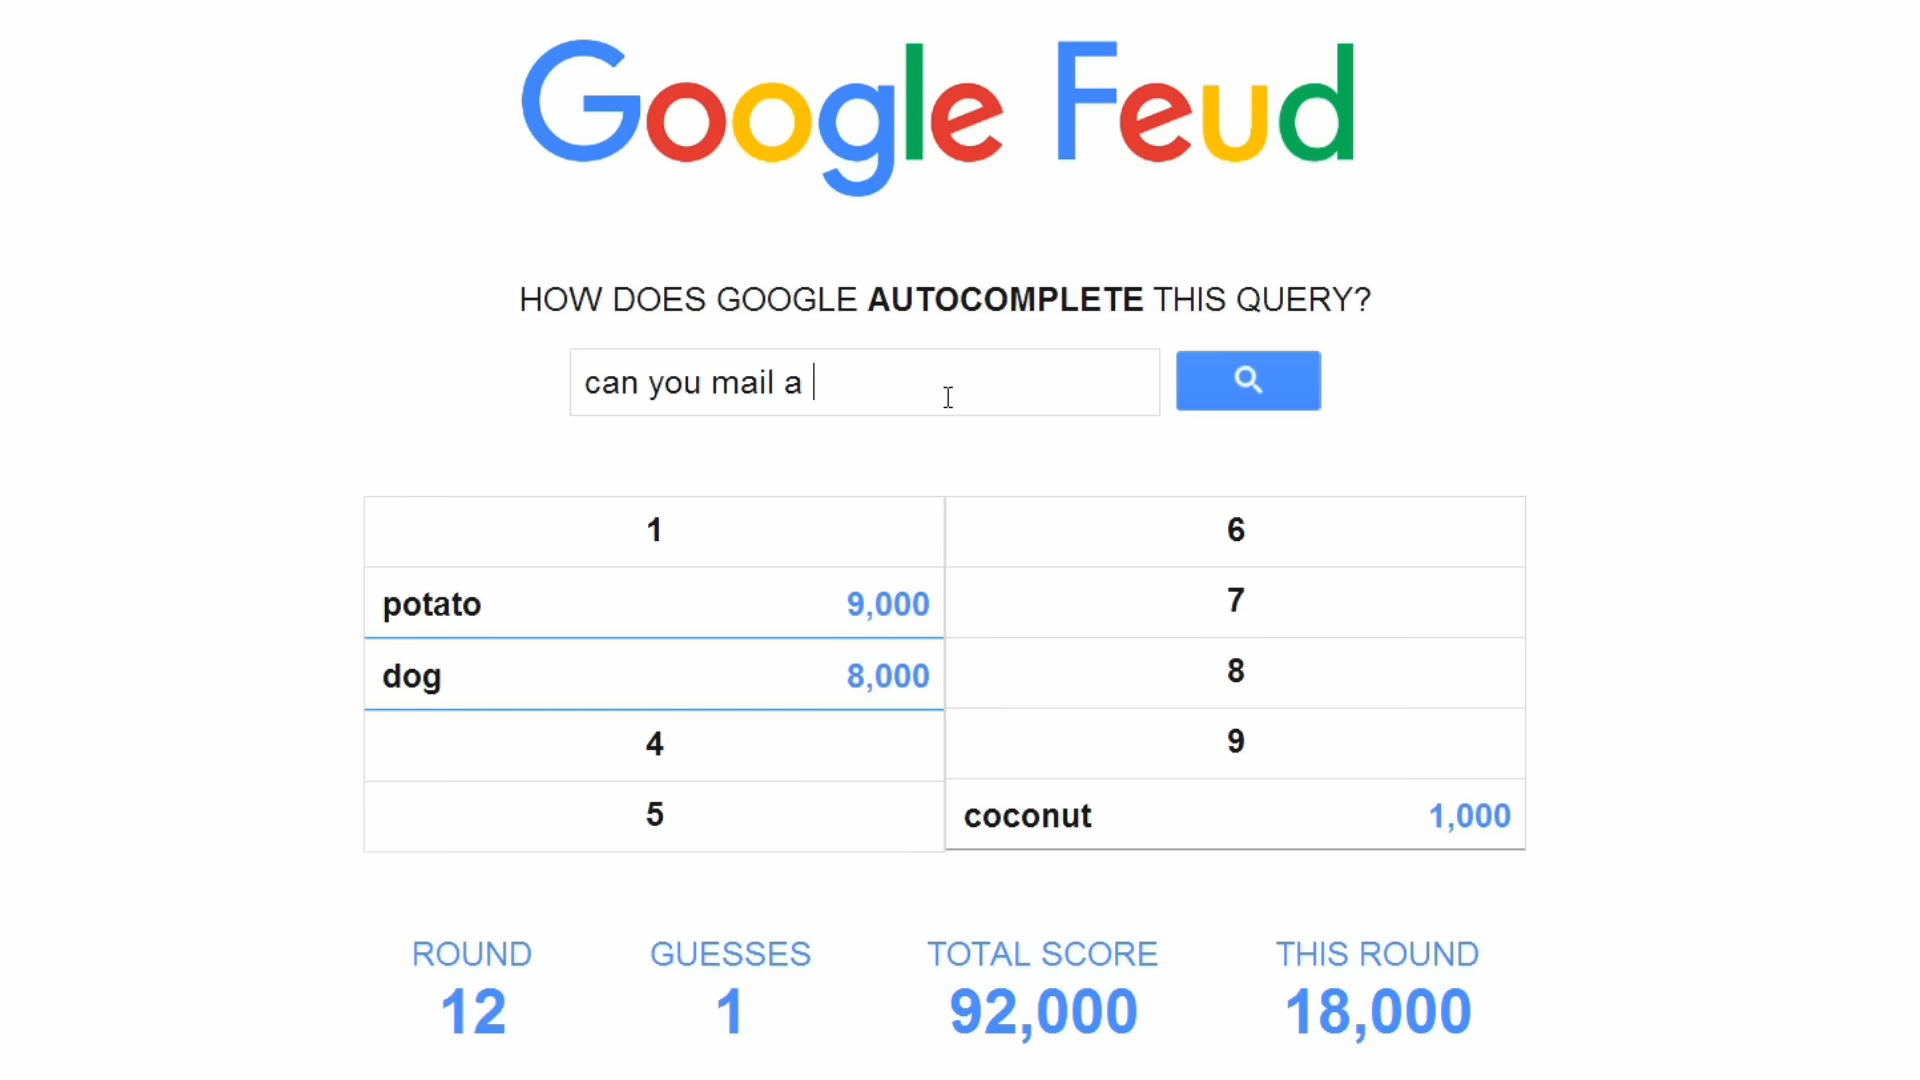 Google Feud
HOW DOES GOOGLE AUTOCOMPLETE THIS QUERY?
can you mail a
1
potato 9,000
dog 8,000
4
5
6
7
8
9
coconut 1,000
ROUND GUESSES TOTAL SCORE THIS ROUND
12 1 92,000 18,000